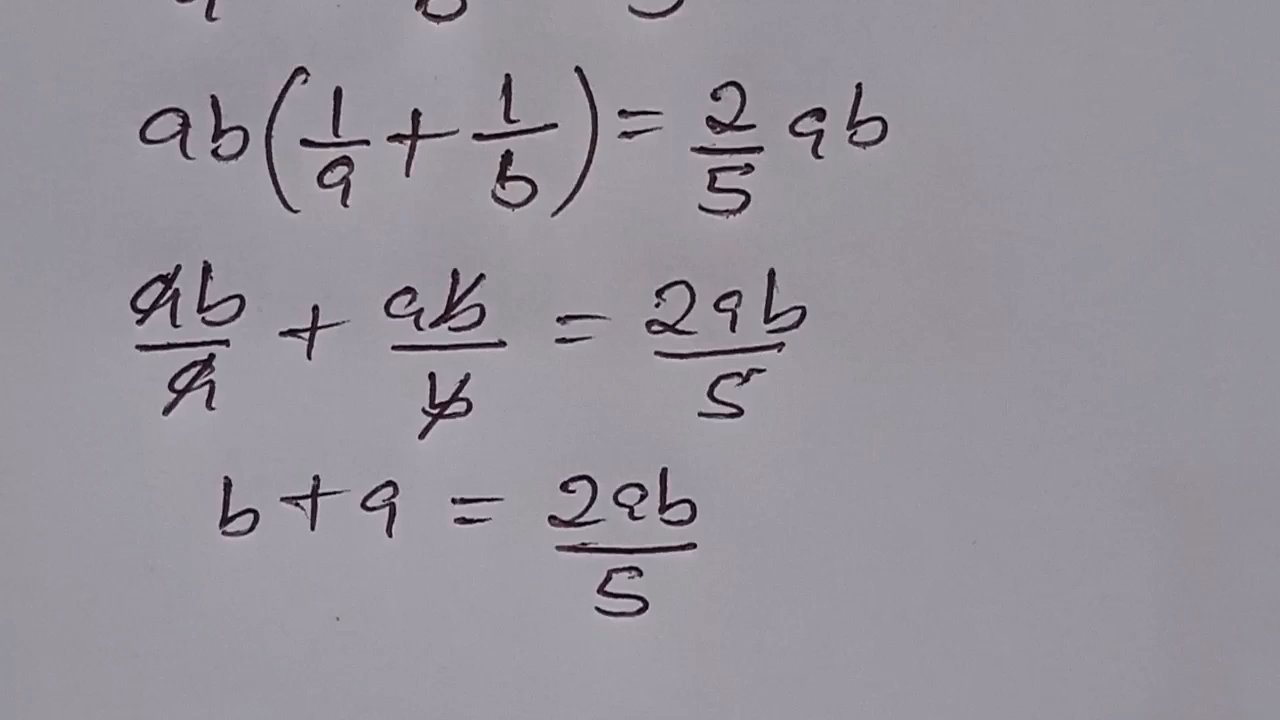 ab(1/a + 1/b) = 2/5 ab
ab/a + ab/b = 2ab/5
b + a = 2ab/5